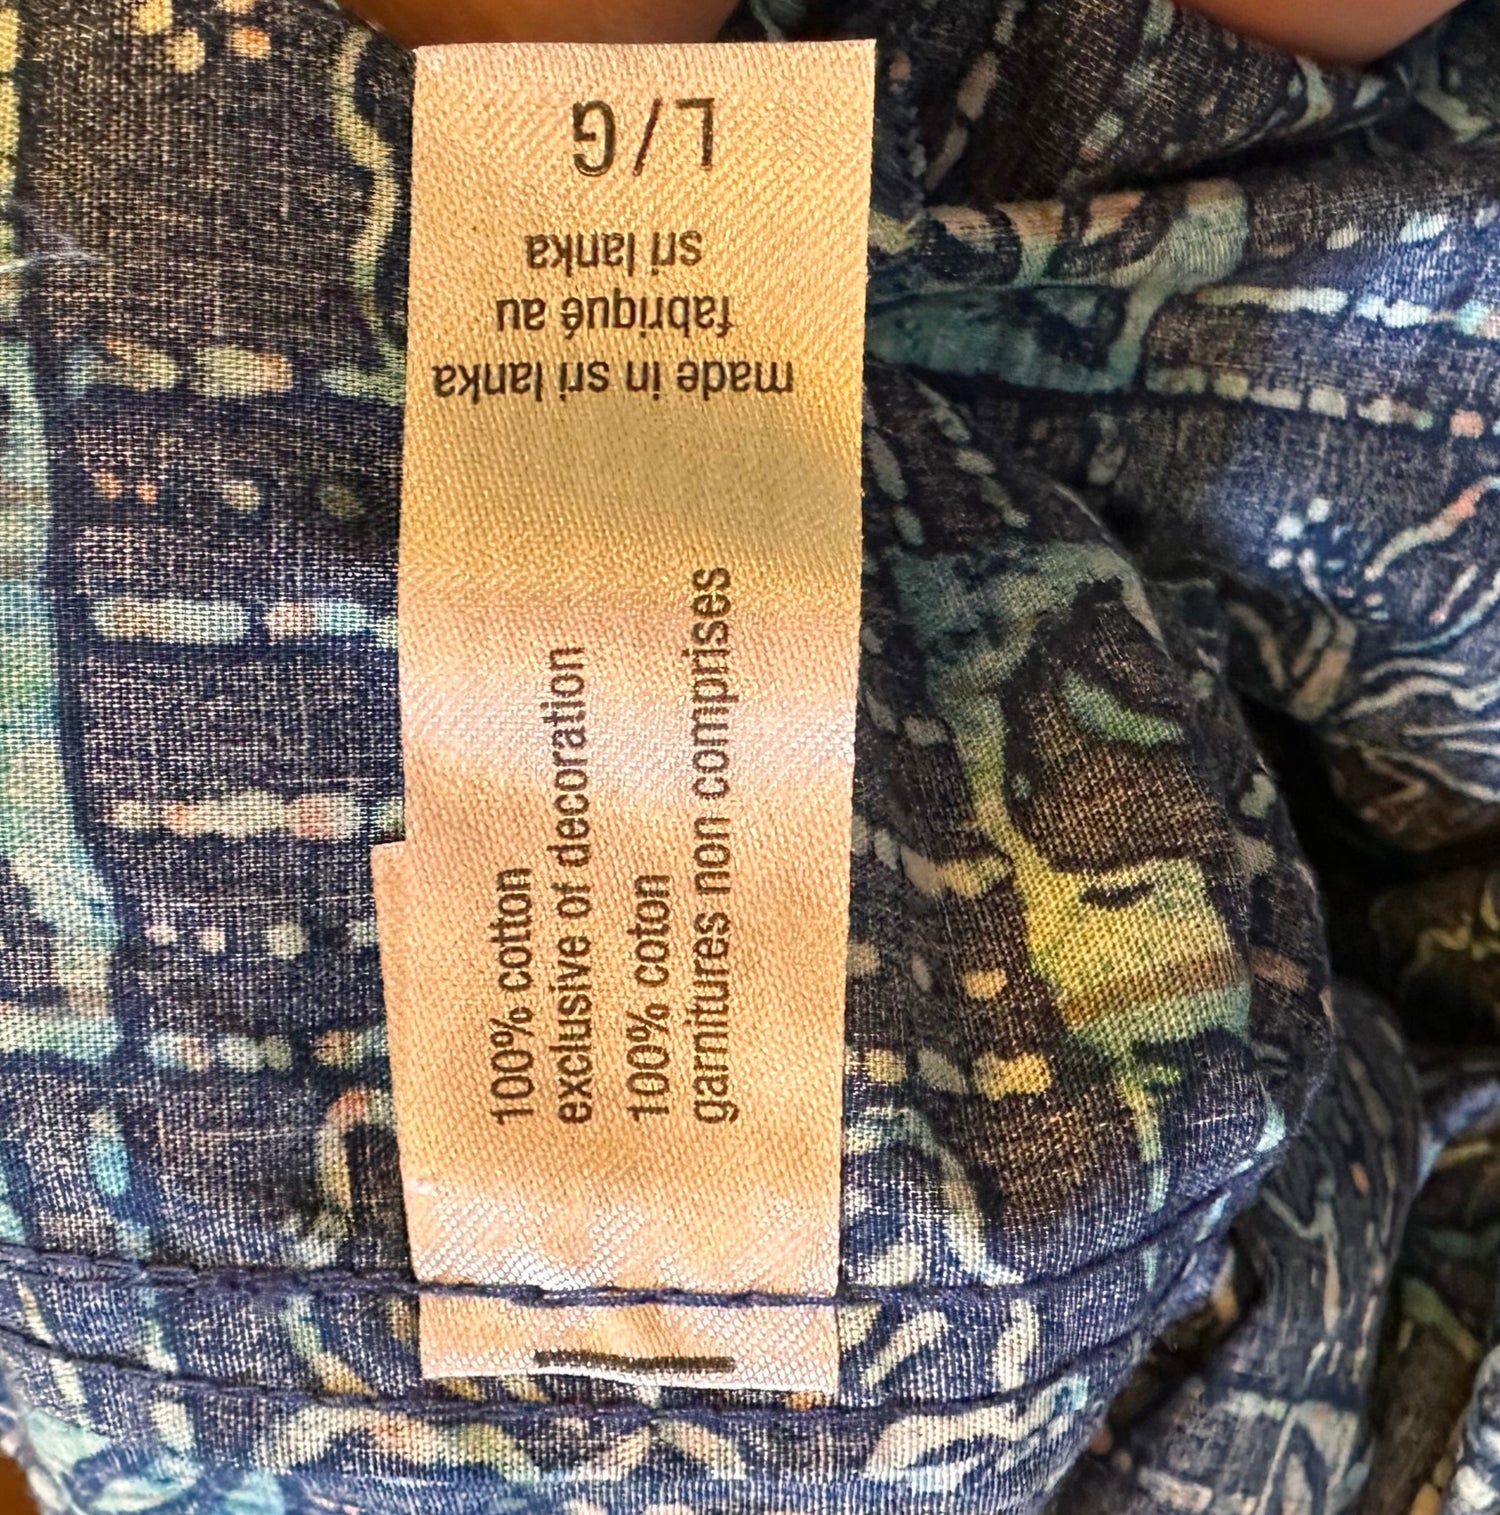 L/G
made in sri lanka
fabriqué au
sri lanka
100% cotton
exclusive of decoration
100% coton
garnitures non comprises